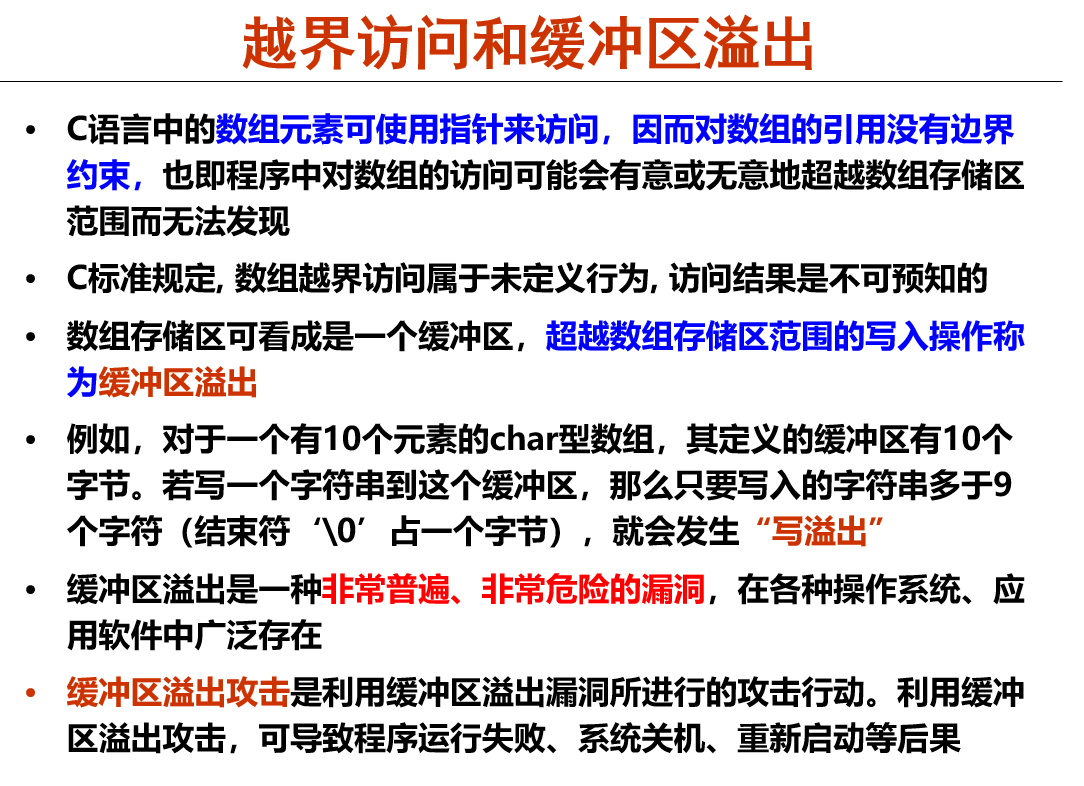 越界访问和缓冲区溢出
• C语言中的数组元素可使用指针来访问，因而对数组的引用没有边界
约束，也即程序中对数组的访问可能会有意或无意地超越数组存储区
范围而无法发现
• C标准规定, 数组越界访问属于未定义行为, 访问结果是不可预知的
• 数组存储区可看成是一个缓冲区，超越数组存储区范围的写入操作称
为缓冲区溢出
• 例如，对于一个有10个元素的char型数组，其定义的缓冲区有10个
字节。若写一个字符串到这个缓冲区，那么只要写入的字符串多于9
个字符（结束符‘\0’占一个字节），就会发生“写溢出”
• 缓冲区溢出是一种非常普遍、非常危险的漏洞，在各种操作系统、应
用软件中广泛存在
• 缓冲区溢出攻击是利用缓冲区溢出漏洞所进行的攻击行动。利用缓冲
区溢出攻击，可导致程序运行失败、系统关机、重新启动等后果